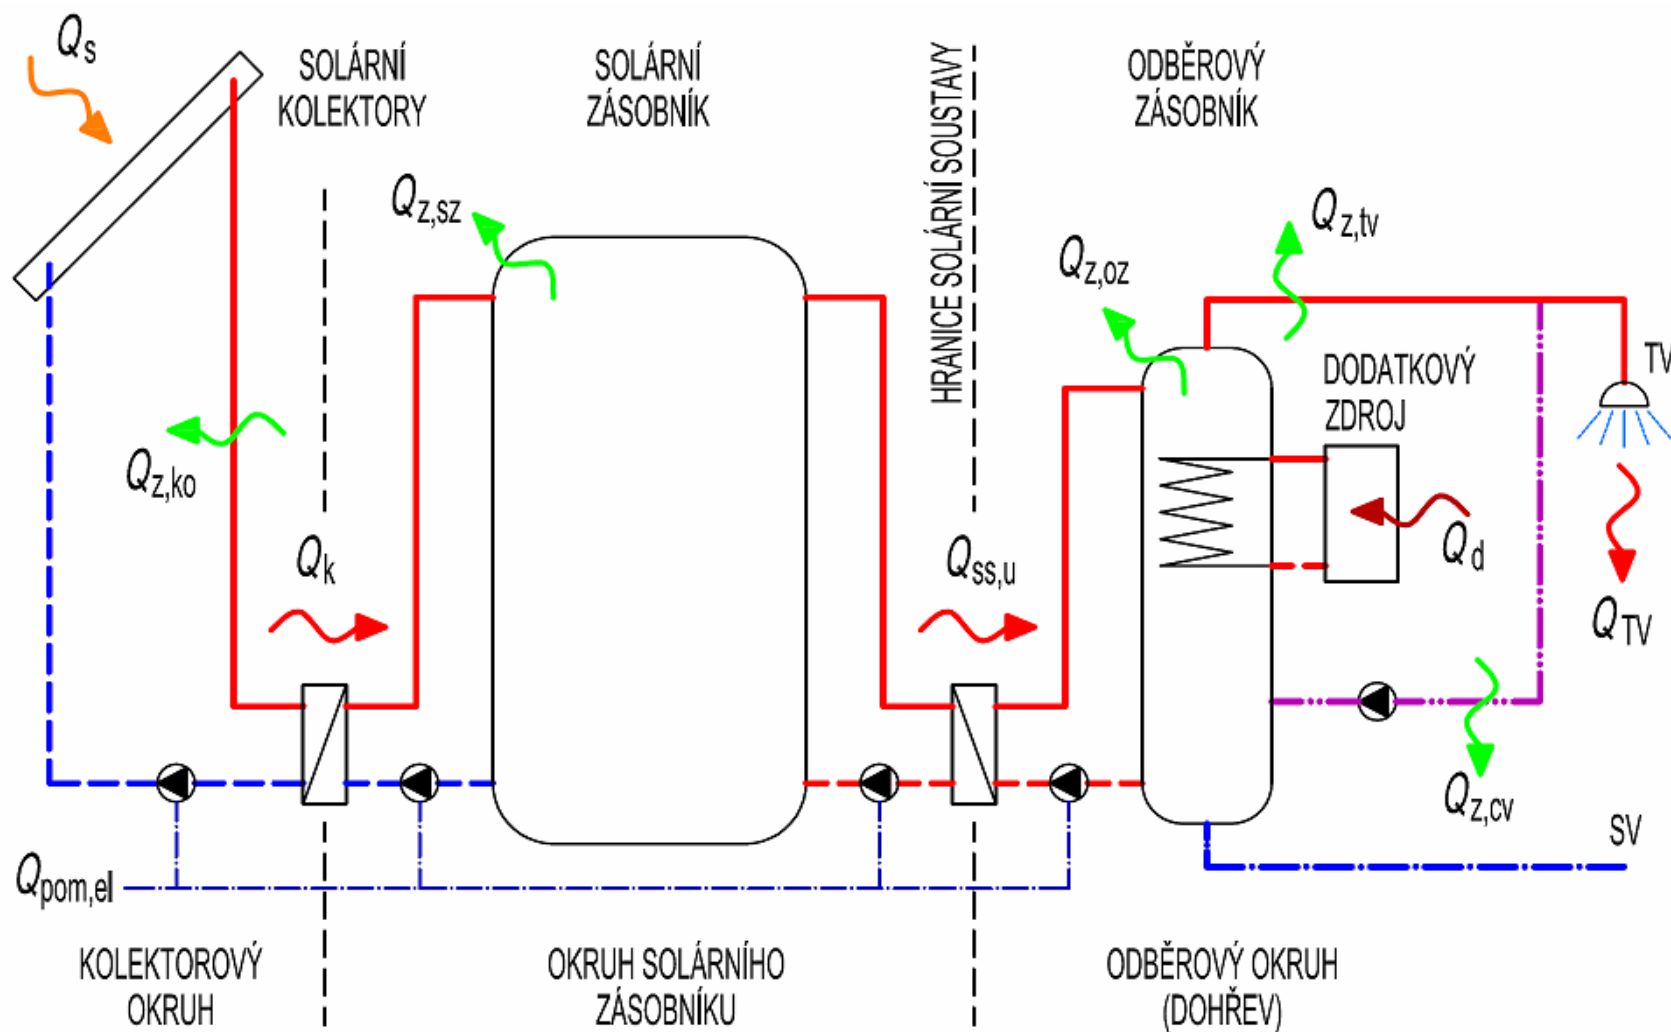 Qs
SOLÁRNÍ
KOLEKTORY
SOLÁRNÍ
ZÁSOBNÍK
HRANICE SOLÁRNÍ SOUSTAVY
ODBĚROVÝ
ZÁSOBNÍK
Qz,sz
Qz,tv
Qz,oz
DODATKOVÝ
ZDROJ
TV
Qz,ko
Qk
Qss,u
Qd
QTV
Qz,cv
SV
Qpom,el
KOLEKTOROVÝ
OKRUH
OKRUH SOLÁRNÍHO
ZÁSOBNÍKU
ODBĚROVÝ OKRUH
(DOHŘEV)